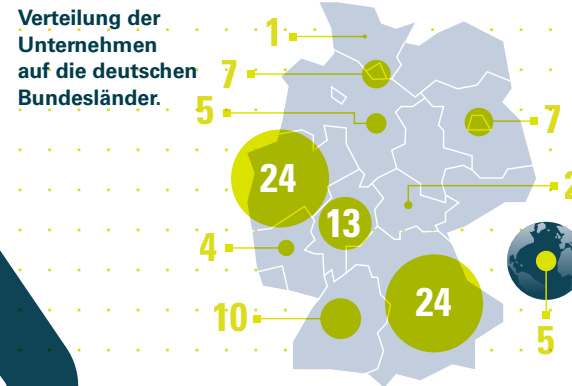 Verteilung der
Unternehmen
auf die deutschen
Bundesländer.
1
7
5
7
24
2
13
4
24
10
5